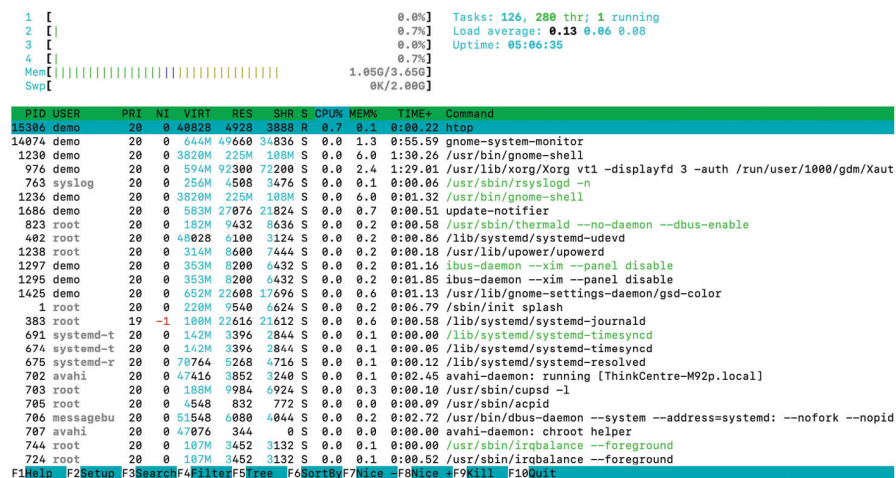 1 [ 0.0%] Tasks: 126, 280 thr; 1 running
2 [| 0.7%] Load average: 0.13 0.06 0.08
3 [ 0.0%] Uptime: 05:06:35
4 [| 0.7%]
Mem[||||||||||||||||||||||||||||||||| 1.05G/3.65G]
Swp[ 0K/2.00G]
PID USER PRI NI VIRT RES SHR S CPU% MEM% TIME+ Command
15306 demo 20 0 40828 4928 3888 R 0.7 0.1 0:00.22 htop
14074 demo 20 0 644M 49660 34836 S 0.0 1.3 0:55.59 gnome-system-monitor
1230 demo 20 0 3820M 225M 108M S 0.0 6.0 1:30.26 /usr/bin/gnome-shell
976 demo 20 0 594M 92300 72200 S 0.0 2.4 1:29.01 /usr/lib/xorg/Xorg vt1 -displayfd 3 -auth /run/user/1000/gdm/Xaut
763 syslog 20 0 256M 4508 3476 S 0.0 0.1 0:00.06 /usr/sbin/rsyslogd -n
1236 demo 20 0 3820M 225M 108M S 0.0 6.0 0:01.32 /usr/bin/gnome-shell
1686 demo 20 0 583M 27076 21824 S 0.0 0.7 0:00.51 update-notifier
823 root 20 0 182M 9432 8636 S 0.0 0.2 0:00.58 /usr/sbin/thermald --no-daemon --dbus-enable
402 root 20 0 48028 6100 3124 S 0.0 0.2 0:00.86 /lib/systemd/systemd-udevd
1238 root 20 0 314M 8600 7444 S 0.0 0.2 0:00.18 /usr/lib/upower/upowerd
1297 demo 20 0 353M 8200 6432 S 0.0 0.2 0:01.16 ibus-daemon --xim --panel disable
1295 demo 20 0 353M 8200 6432 S 0.0 0.2 0:01.85 ibus-daemon --xim --panel disable
1425 demo 20 0 652M 22608 17696 S 0.0 0.6 0:01.13 /usr/lib/gnome-settings-daemon/gsd-color
1 root 20 0 220M 9540 6624 S 0.0 0.2 0:06.79 /sbin/init splash
383 root 19 -1 100M 22616 21612 S 0.0 0.6 0:00.58 /lib/systemd/systemd-journald
691 systemd-t 20 0 142M 3396 2844 S 0.0 0.1 0:00.00 /lib/systemd/systemd-timesyncd
674 systemd-t 20 0 142M 3396 2844 S 0.0 0.1 0:00.05 /lib/systemd/systemd-timesyncd
675 systemd-r 20 0 70764 5268 4716 S 0.0 0.1 0:00.12 /lib/systemd/systemd-resolved
702 avahi 20 0 47416 3852 3240 S 0.0 0.1 0:02.45 avahi-daemon: running [ThinkCentre-M92p.local]
703 root 20 0 188M 9984 6924 S 0.0 0.3 0:00.10 /usr/sbin/cupsd -l
705 root 20 0 4548 832 772 S 0.0 0.0 0:00.09 /usr/sbin/acpid
706 messagebu 20 0 51548 6080 4044 S 0.0 0.2 0:02.72 /usr/bin/dbus-daemon --system --address=systemd: --nofork --nopid
707 avahi 20 0 47076 344 0 S 0.0 0.0 0:00.00 avahi-daemon: chroot helper
744 root 20 0 107M 3452 3132 S 0.0 0.1 0:00.00 /usr/sbin/irqbalance --foreground
724 root 20 0 107M 3452 3132 S 0.0 0.1 0:00.52 /usr/sbin/irqbalance --foreground
F1Help F2Setup F3SearchF4FilterF5Tree F6SortByF7Nice -F8Nice +F9Kill F10Quit